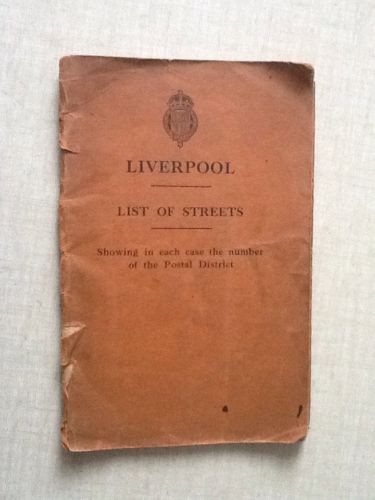 LIVERPOOL
LIST OF STREETS
Showing in each case the number
of the Postal District